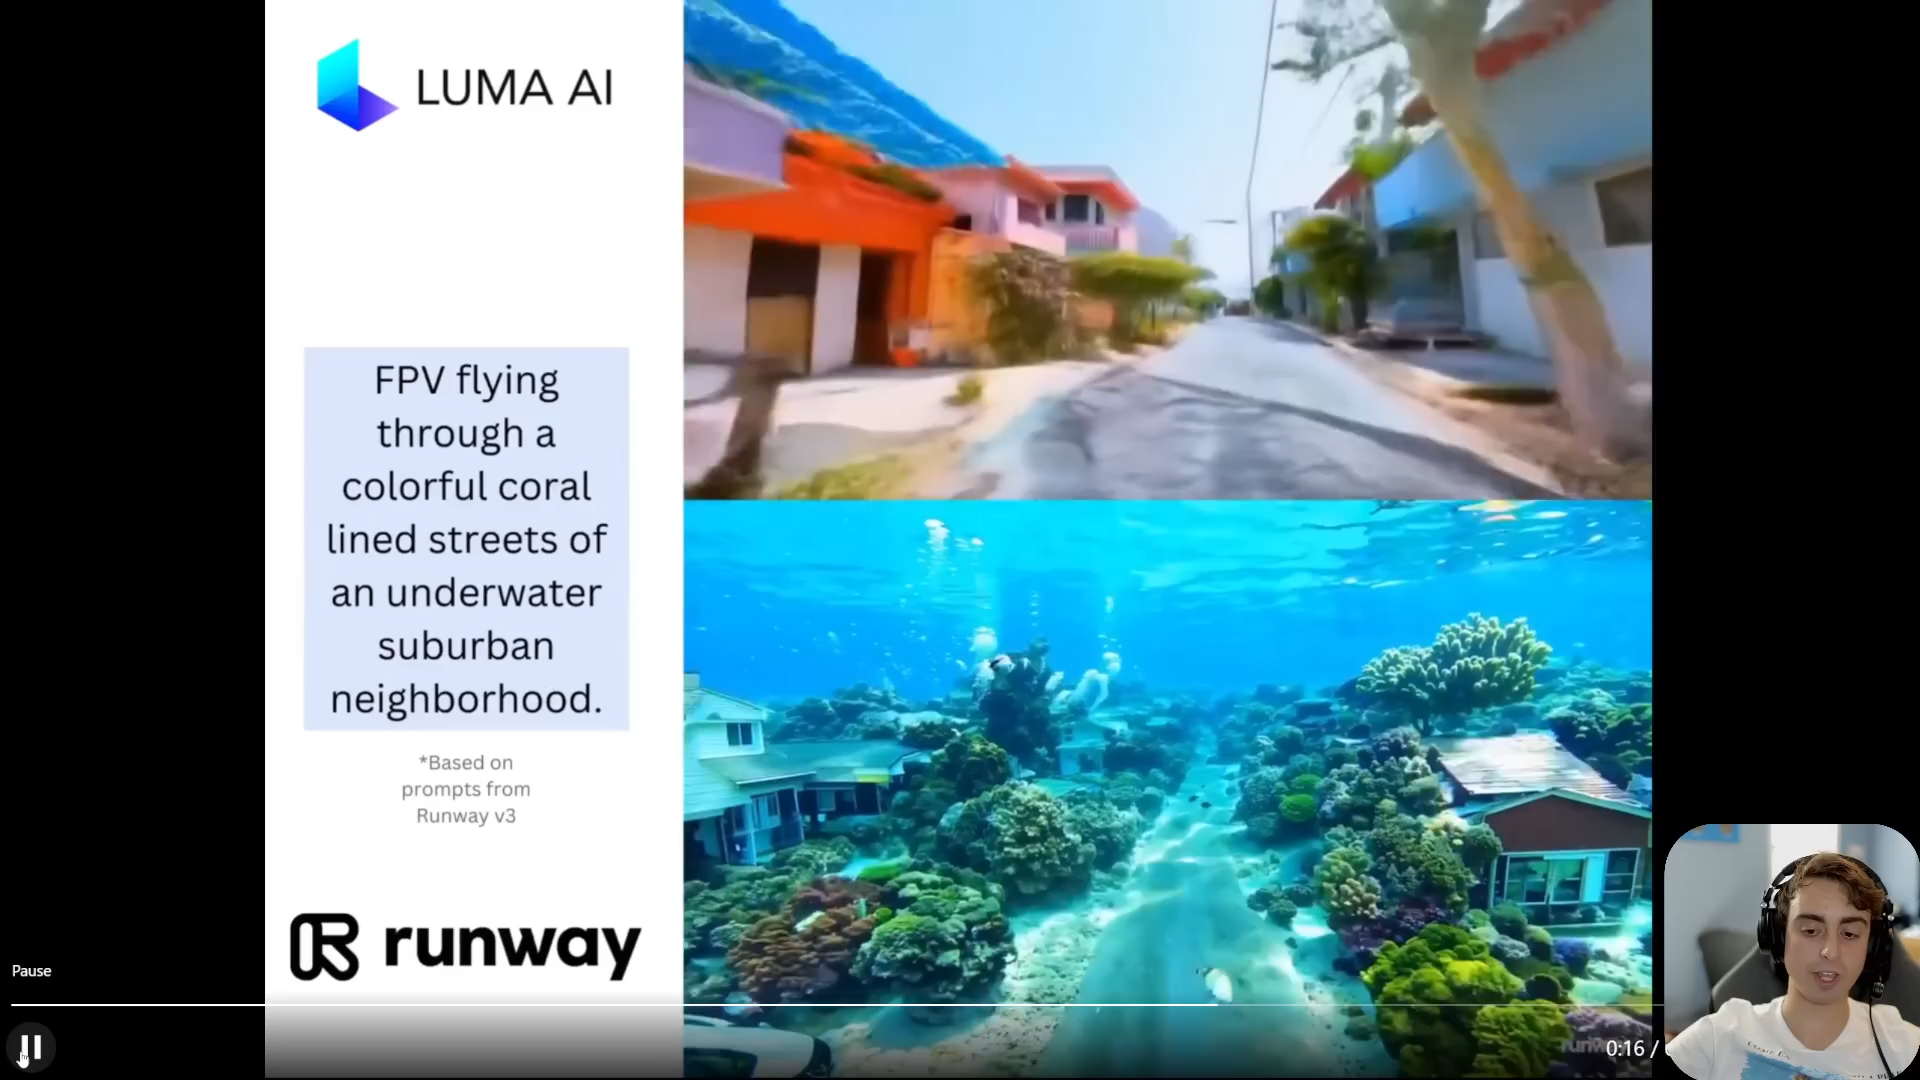 LUMA AI
FPV flying
through a
colorful coral
lined streets of
an underwater
suburban
neighborhood.
*Based on
prompts from
Runway v3
runway
Pause
runway
0:16 /